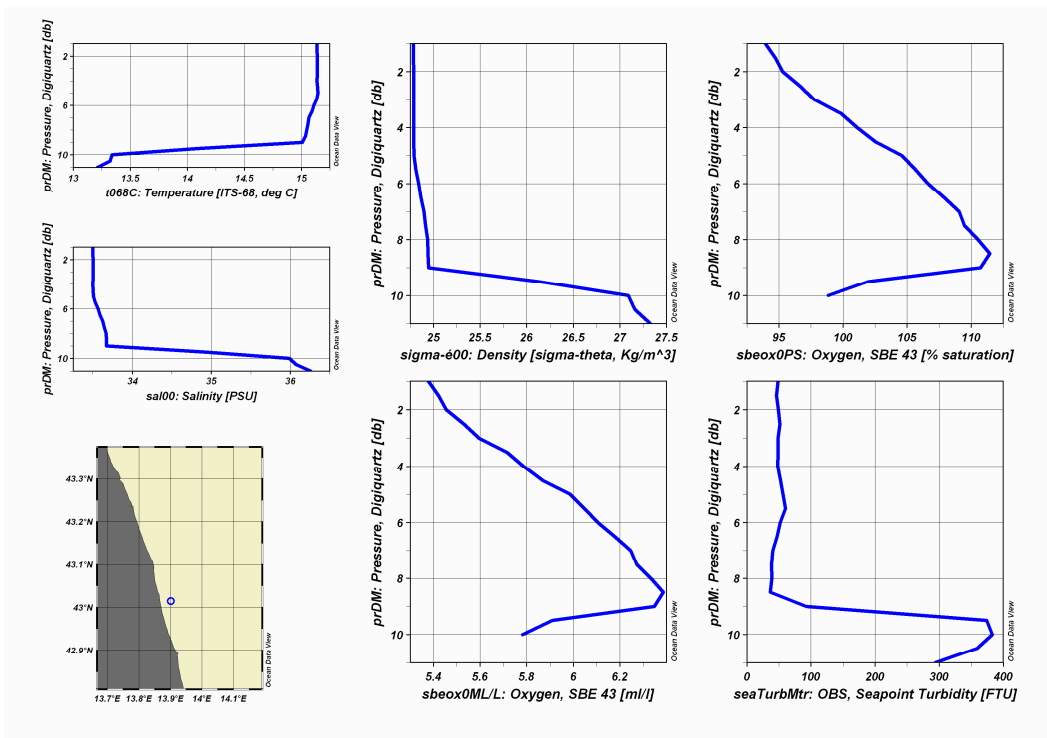 prDM: Pressure, Digiquartz [db]
2
6
10
13
13.5
14
14.5
15
t068C: Temperature [ITS-68, deg C]
Ocean Data View
prDM: Pressure, Digiquartz [db]
2
6
10
34
35
36
sal00: Salinity [PSU]
Ocean Data View
43.3°N
43.2°N
43.1°N
43°N
42.9°N
13.7°E 13.8°E 13.9°E 14°E 14.1°E
Ocean Data View
prDM: Pressure, Digiquartz [db]
2
4
6
8
10
25
25.5
26
26.5
27
27.5
sigma-é00: Density [sigma-theta, Kg/m^3]
Ocean Data View
prDM: Pressure, Digiquartz [db]
2
4
6
8
10
95
100
105
110
sbeox0PS: Oxygen, SBE 43 [% saturation]
Ocean Data View
prDM: Pressure, Digiquartz [db]
2
4
6
8
10
5.4
5.6
5.8
6
6.2
sbeox0ML/L: Oxygen, SBE 43 [ml/l]
Ocean Data View
prDM: Pressure, Digiquartz [db]
2
4
6
8
10
0
100
200
300
400
seaTurbMtr: OBS, Seapoint Turbidity [FTU]
Ocean Data View